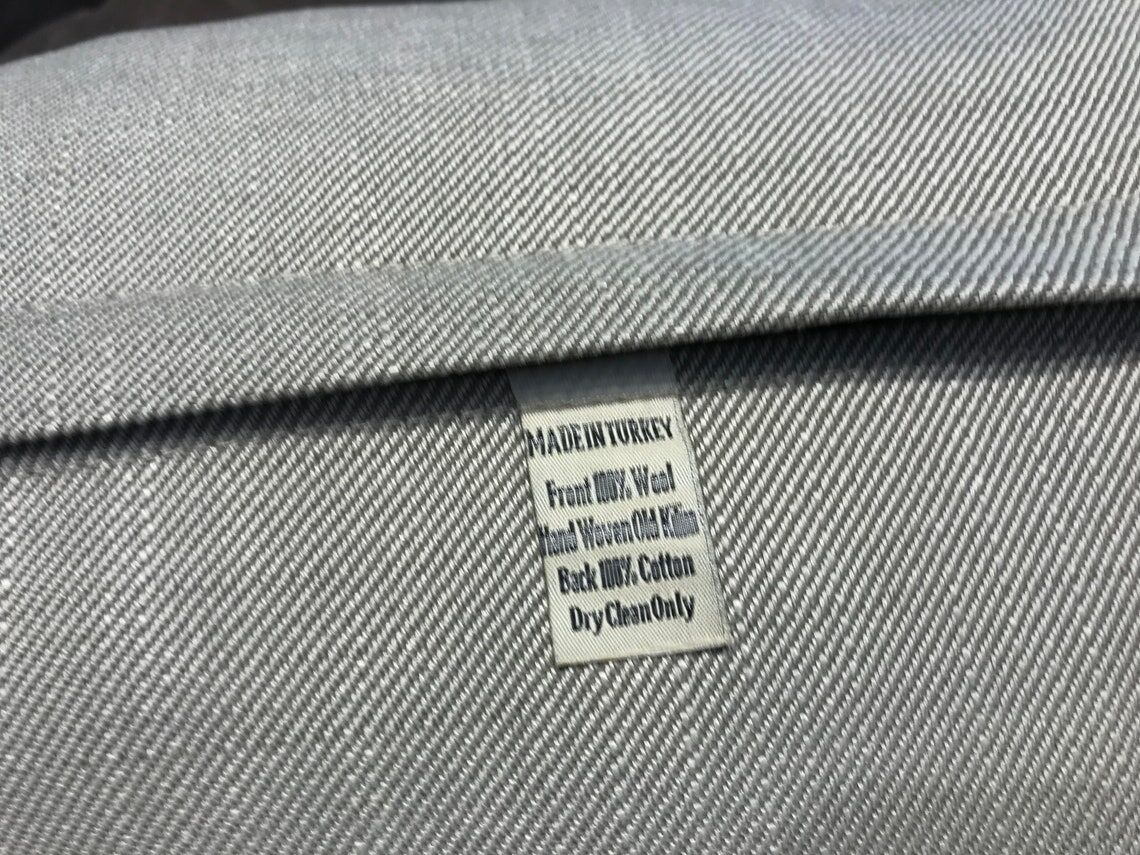 MADE IN TURKEY
Front 100% Wool
Hand Woven Old Kilim
Back 100% Cotton
Dry Clean Only